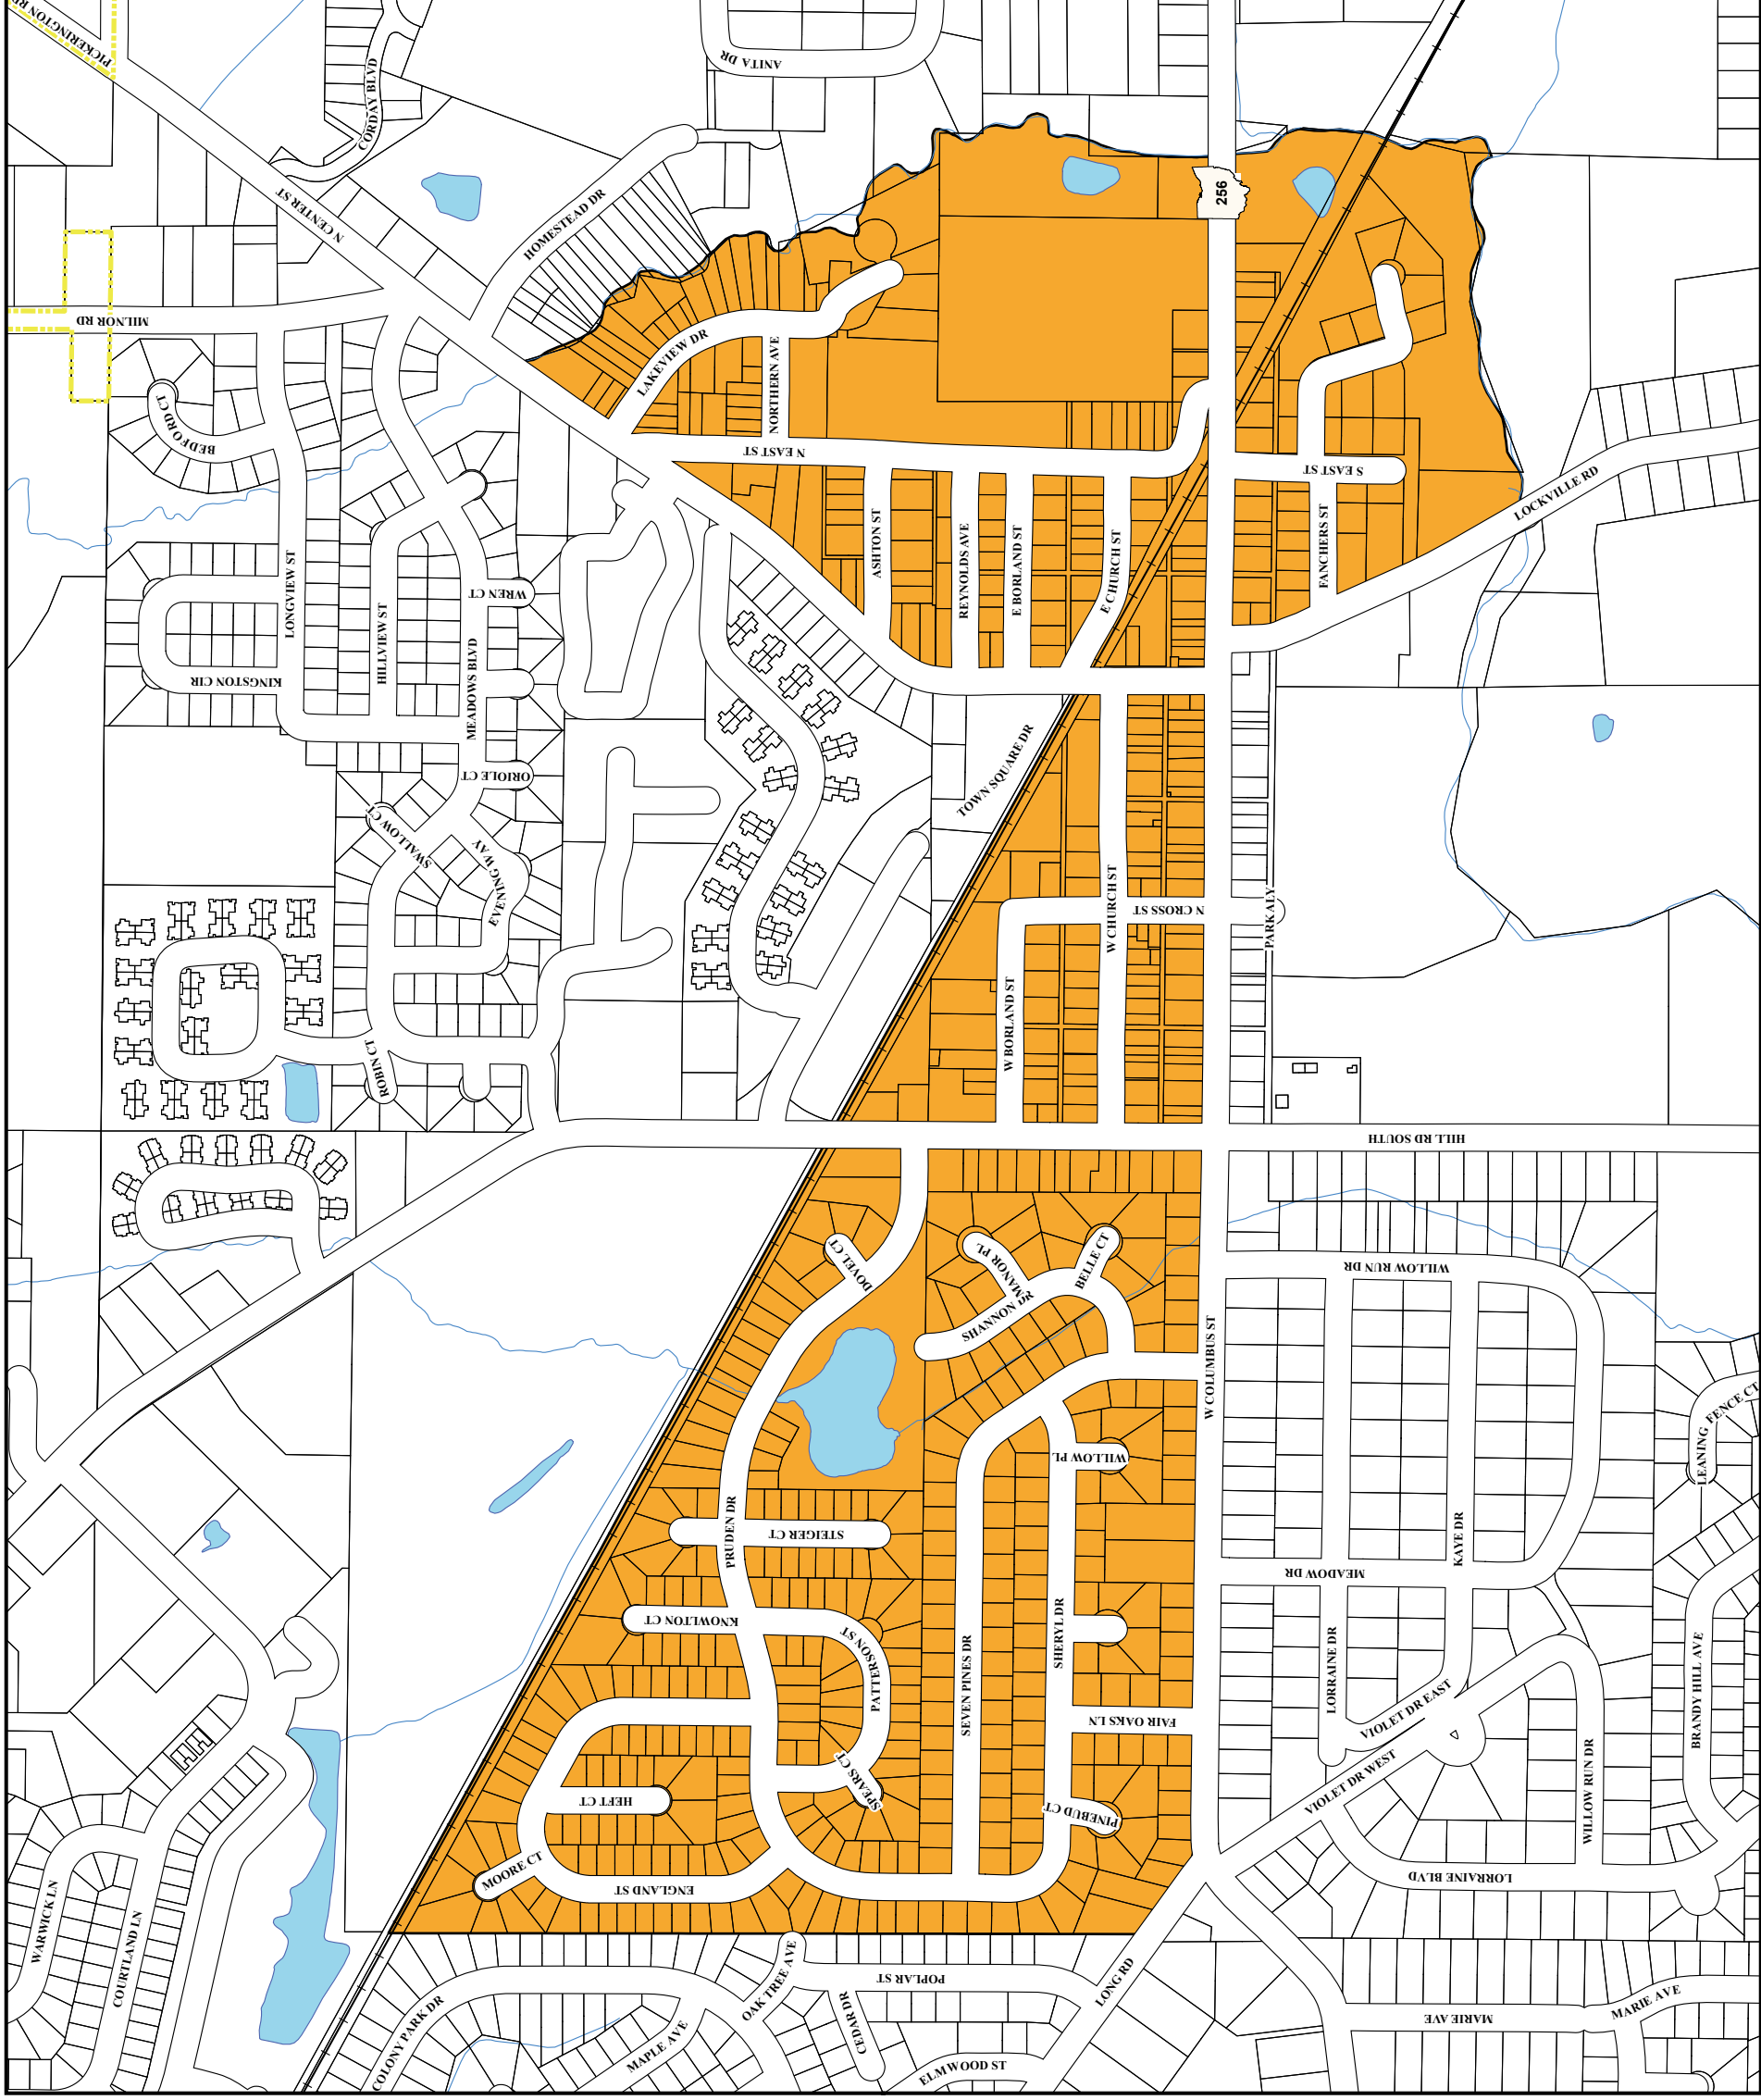 PICKERINGTON RD
CORDAY BLVD
ANITA DR
N CENTER ST
HOMESTEAD DR
256
MILNOR RD
LAKEVIEW DR
NORTHERN AVE
BEDFORD CT
N EAST ST
S EAST ST
LOCKVILLE RD
ASHTON ST
REYNOLDS AVE
E BORLAND ST
E CHURCH ST
FANCHERS ST
LONGVIEW ST
HILLVIEW ST
WREN CT
MEADOWS BLVD
KINGSTON CIR
TOWN SQUARE DR
ORIOLE CT
SWALLOW CT
EVENING WAY
W CHURCH ST
N CROSS ST
PARK ALY
W BORLAND ST
ROBIN CT
HILL RD SOUTH
DOVEL CT
MANOR PL
BELLE CT
SHANNON DR
WILLOW RUN DR
W COLUMBUS ST
LEANING
FENCE CT
WILLOW PL
PRUDEN DR
STEIGER CT
KAYE DR
MEADOW DR
KNOWLTON CT
PATTERSON ST
SHERYL DR
SEVEN PINES DR
LORRAINE DR
BRANDY HILL AVE
FAIR OAKS LN
VIOLET DR EAST
VIOLET DR WEST
WILLOW RUN DR
HEFT CT
SPEARS CT
PINEBUD CT
MOORE CT
ENGLAND ST
LORRAINE BLVD
WARWICK LN
COURTLAND LN
COLONY PARK DR
OAK TREE AVE
POPLAR ST
LONG RD
CEDAR DR
MAPLE AVE
ELMWOOD ST
MARIE AVE
MARIE AVE